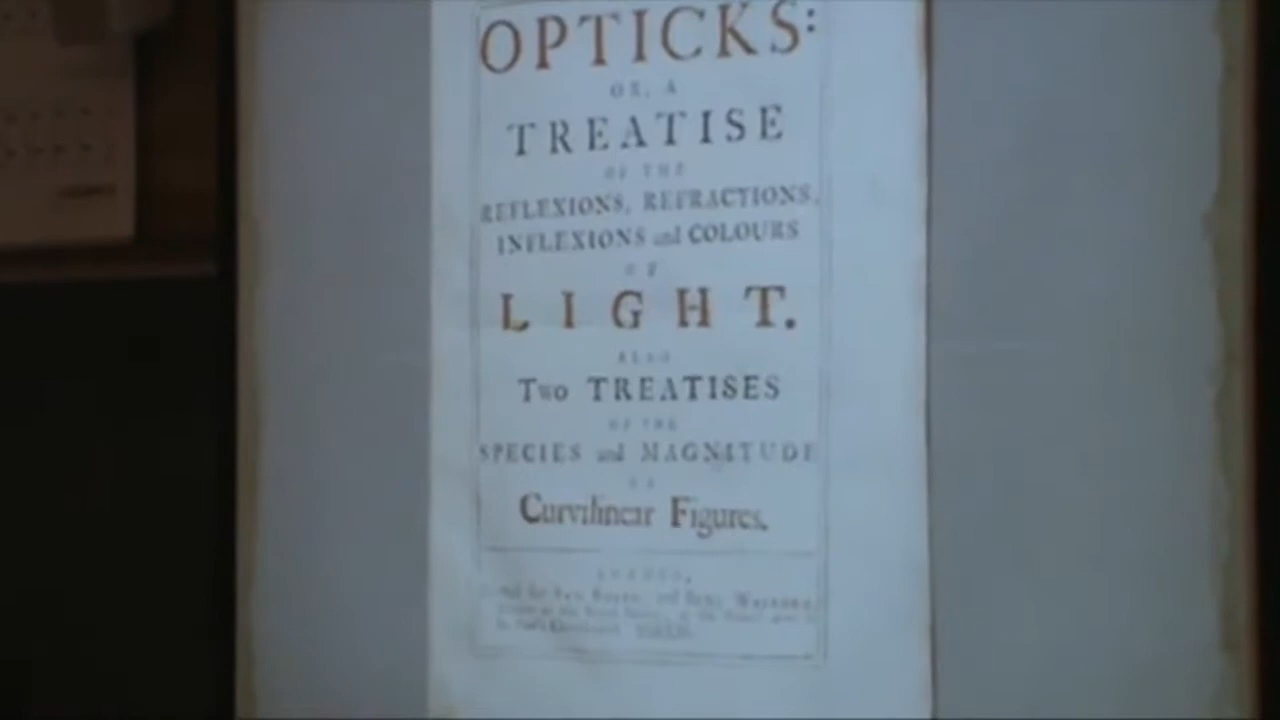 OPTICKS:
OR, A
TREATISE
OF THE
REFLEXIONS, REFRACTIONS,
INFLEXIONS and COLOURS
OF
LIGHT.
ALSO
Two TREATISES
OF THE
SPECIES and MAGNITUDE
OF
Curvilinear Figures.
LONDON,